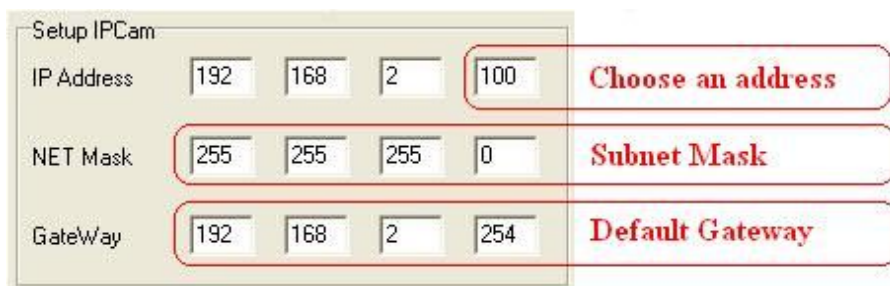 Setup IPCam
IP Address 192 168 2 100 Choose an address
NET Mask 255 255 255 0 Subnet Mask
GateWay 192 168 2 254 Default Gateway